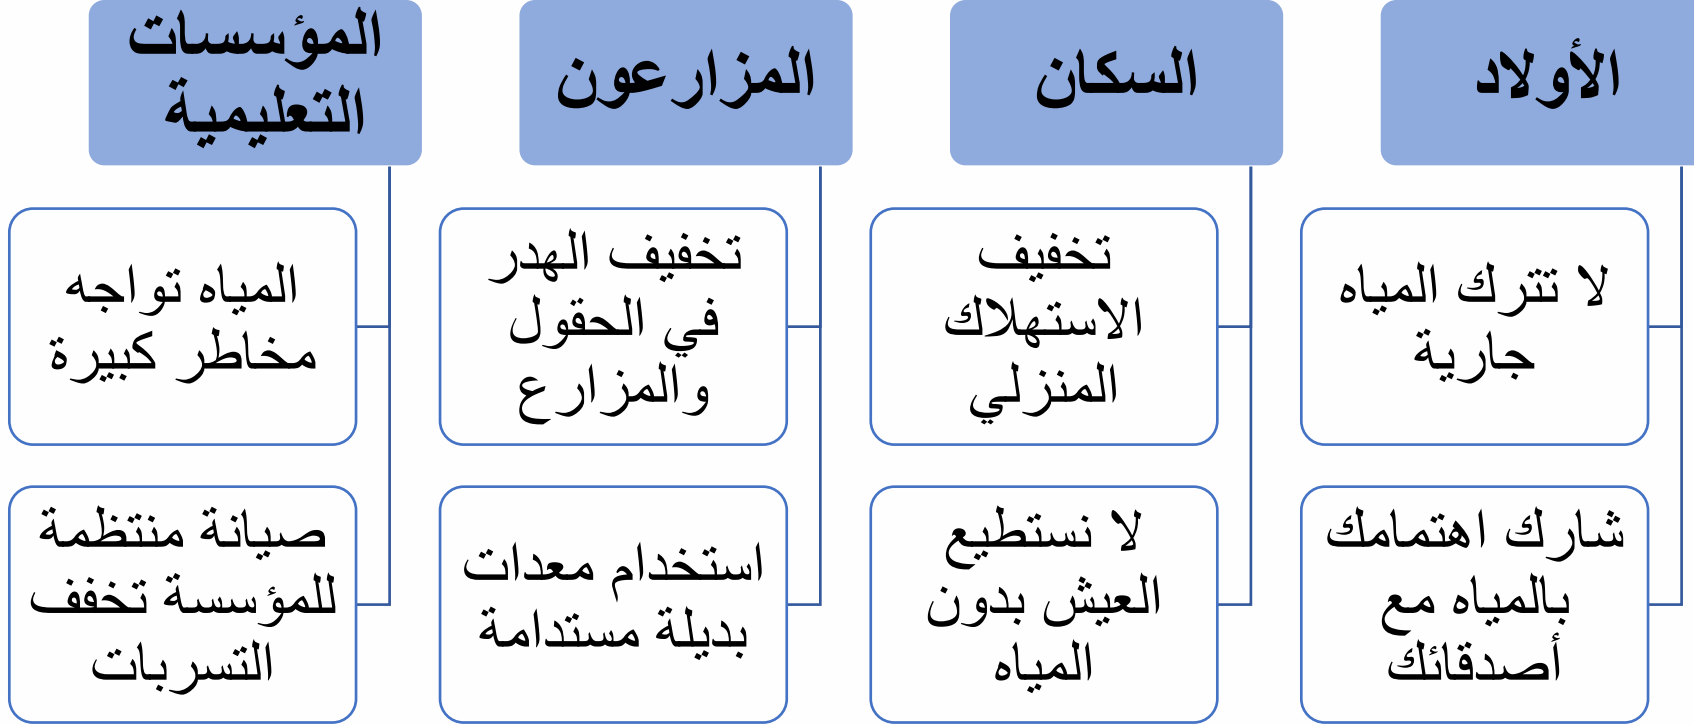 الأولاد
لا تترك المياه
جارية
شارك اهتمامك
بالمياه مع
أصدقائك
السكان
تخفيف
الاستهلاك
المنزلي
لا نستطيع
العيش بدون
المياه
المزارعون
تخفيف الهدر
في الحقول
والمزارع
استخدام معدات
بديلة مستدامة
المؤسسات
التعليمية
المياه تواجه
مخاطر كبيرة
صيانة منتظمة
للمؤسسة تخفف
التسربات